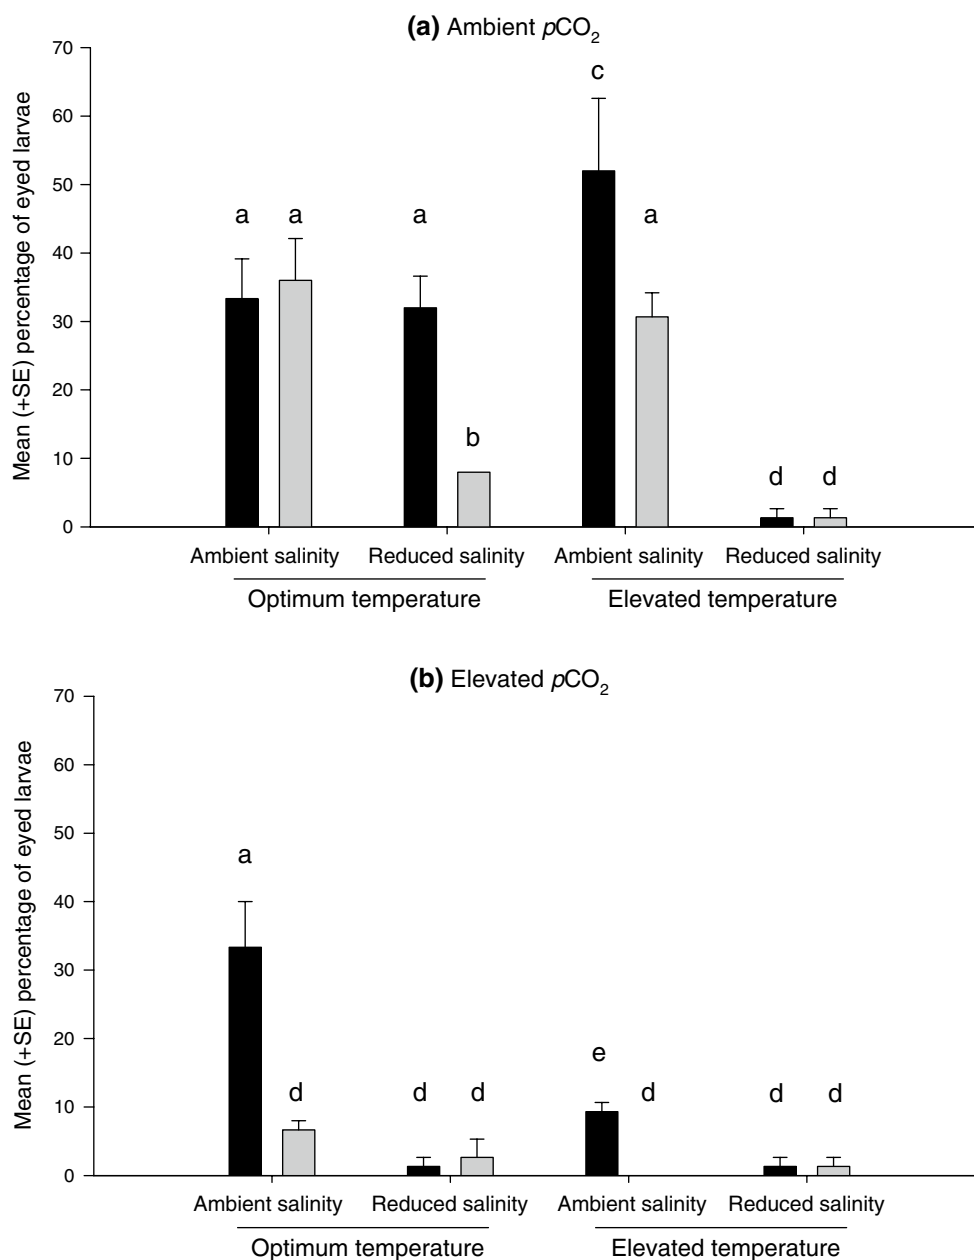 (a) Ambient pCO2
Mean (+SE) percentage of eyed larvae
70
60
50
40
30
20
10
0
a a a b c a d d
Ambient salinity Reduced salinity Ambient salinity Reduced salinity
Optimum temperature Elevated temperature
(b) Elevated pCO2
Mean (+SE) percentage of eyed larvae
70
60
50
40
30
20
10
0
a d d d e d d d
Ambient salinity Reduced salinity Ambient salinity Reduced salinity
Optimum temperature Elevated temperature